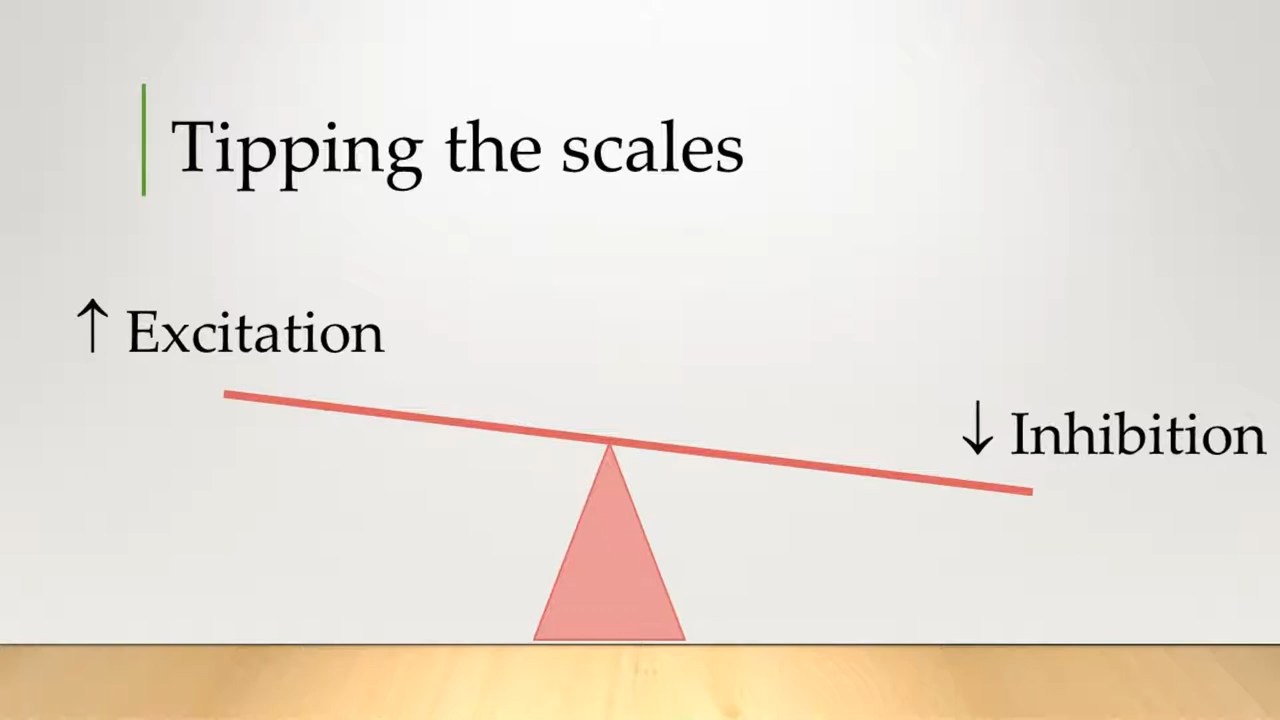 Tipping the scales
↑ Excitation
↓ Inhibition